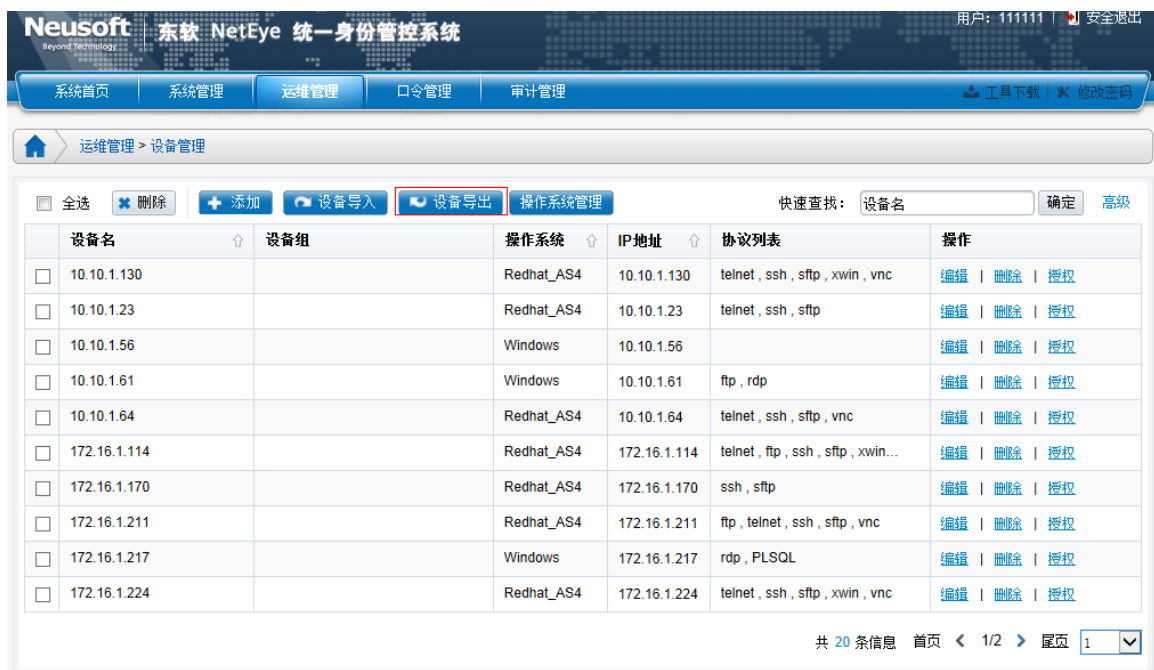 Neusoft 东软 NetEye 统一身份管控系统 用户: 111111 | 安全退出
Beyond Technology
系统首页 系统管理 运维管理 口令管理 审计管理 工具下载 | 修改密码
运维管理 > 设备管理
全选 删除 添加 设备导入 设备导出 操作系统管理 快速查找: 设备名 确定 高级
设备名 设备组 操作系统 IP地址 协议列表 操作
10.10.1.130 Redhat_AS4 10.10.1.130 telnet , ssh , sftp , xwin , vnc 编辑 | 删除 | 授权
10.10.1.23 Redhat_AS4 10.10.1.23 telnet , ssh , sftp 编辑 | 删除 | 授权
10.10.1.56 Windows 10.10.1.56 编辑 | 删除 | 授权
10.10.1.61 Windows 10.10.1.61 ftp , rdp 编辑 | 删除 | 授权
10.10.1.64 Redhat_AS4 10.10.1.64 telnet , ssh , sftp , vnc 编辑 | 删除 | 授权
172.16.1.114 Redhat_AS4 172.16.1.114 telnet , ftp , ssh , sftp , xwin... 编辑 | 删除 | 授权
172.16.1.170 Redhat_AS4 172.16.1.170 ssh , sftp 编辑 | 删除 | 授权
172.16.1.211 Redhat_AS4 172.16.1.211 ftp , telnet , ssh , sftp , vnc 编辑 | 删除 | 授权
172.16.1.217 Windows 172.16.1.217 rdp , PLSQL 编辑 | 删除 | 授权
172.16.1.224 Redhat_AS4 172.16.1.224 telnet , ssh , sftp , xwin , vnc 编辑 | 删除 | 授权
共 20 条信息 首页 1/2 尾页 1